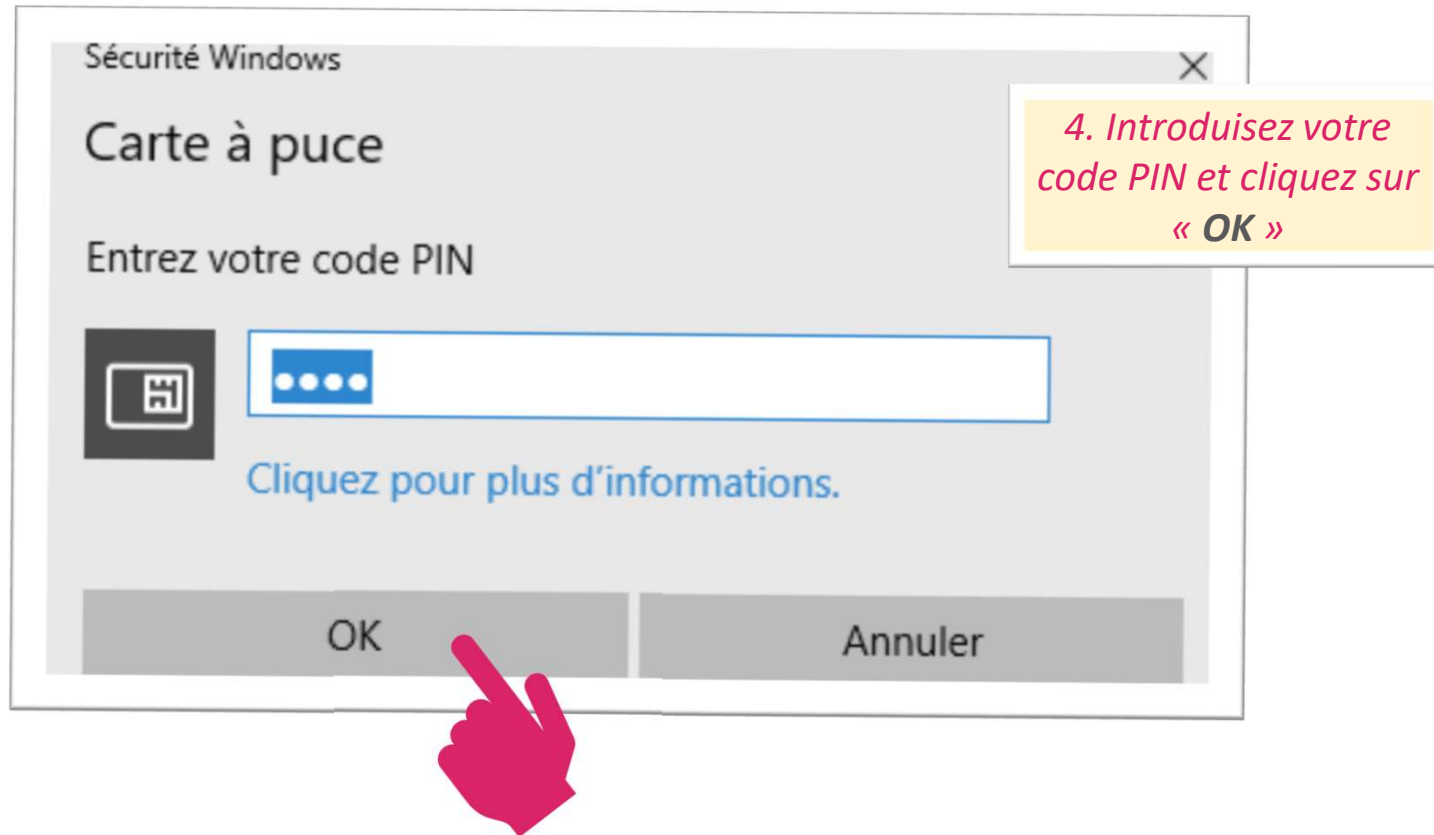 Sécurité Windows
Carte à puce
4. Introduisez votre
code PIN et cliquez sur
« OK »
Entrez votre code PIN
Cliquez pour plus d'informations.
OK
Annuler